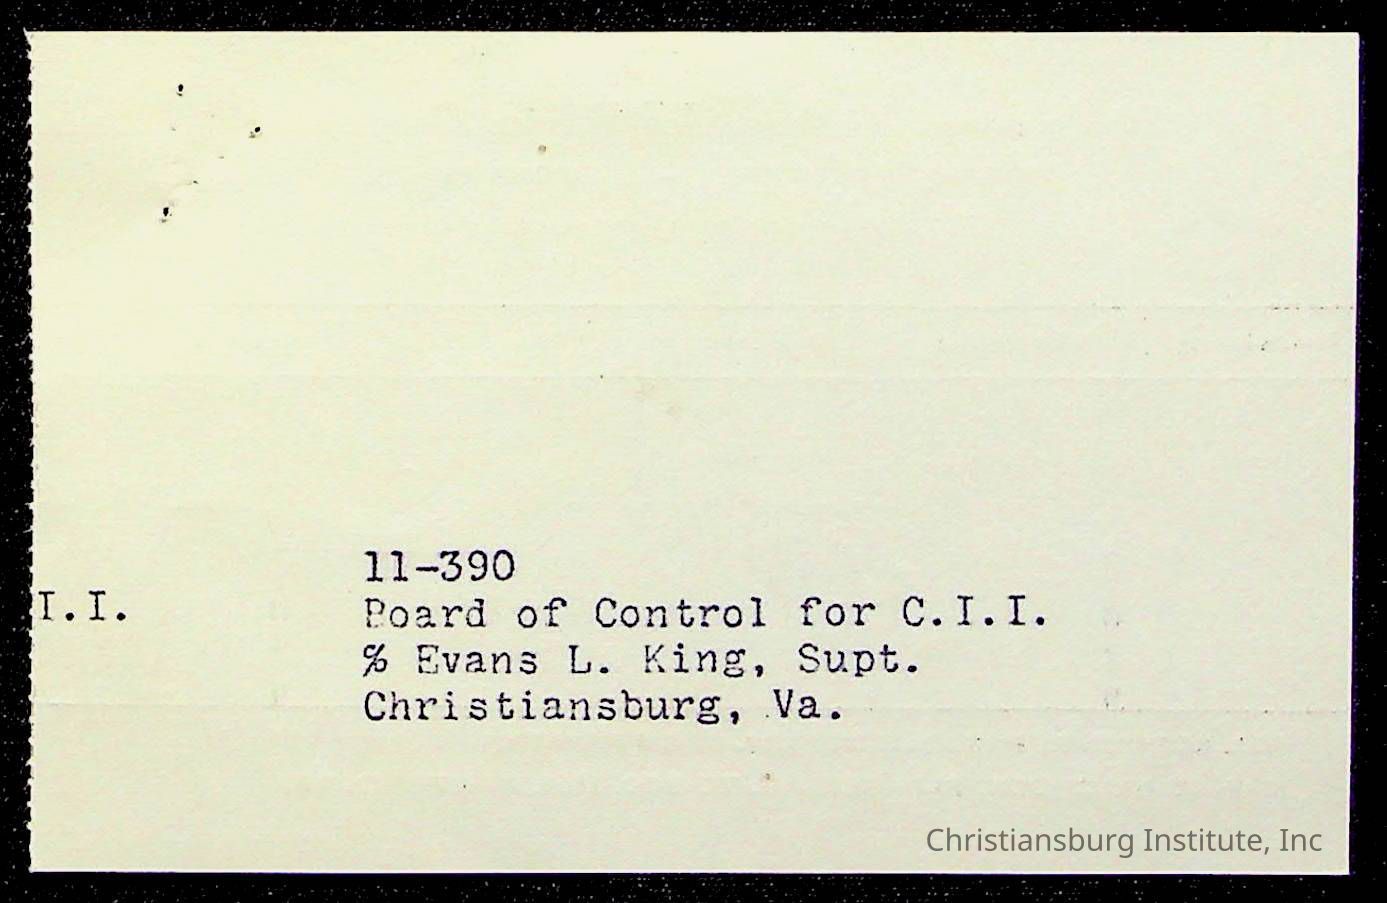 11-390
I.I.
Board of Control for C.I.I.
% Evans L. King, Supt.
Christiansburg, Va.
Christiansburg Institute, Inc